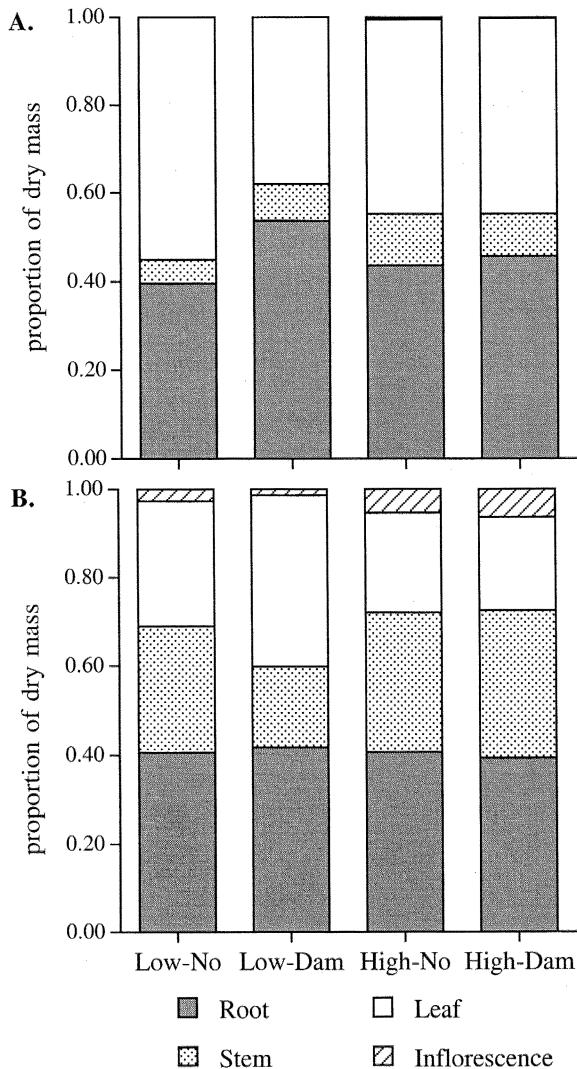 A.
proportion of dry mass
1.00
0.80
0.60
0.40
0.20
0.00
B.
proportion of dry mass
1.00
0.80
0.60
0.40
0.20
0.00
Low-No Low-Dam High-No High-Dam
Root Leaf
Stem Inflorescence